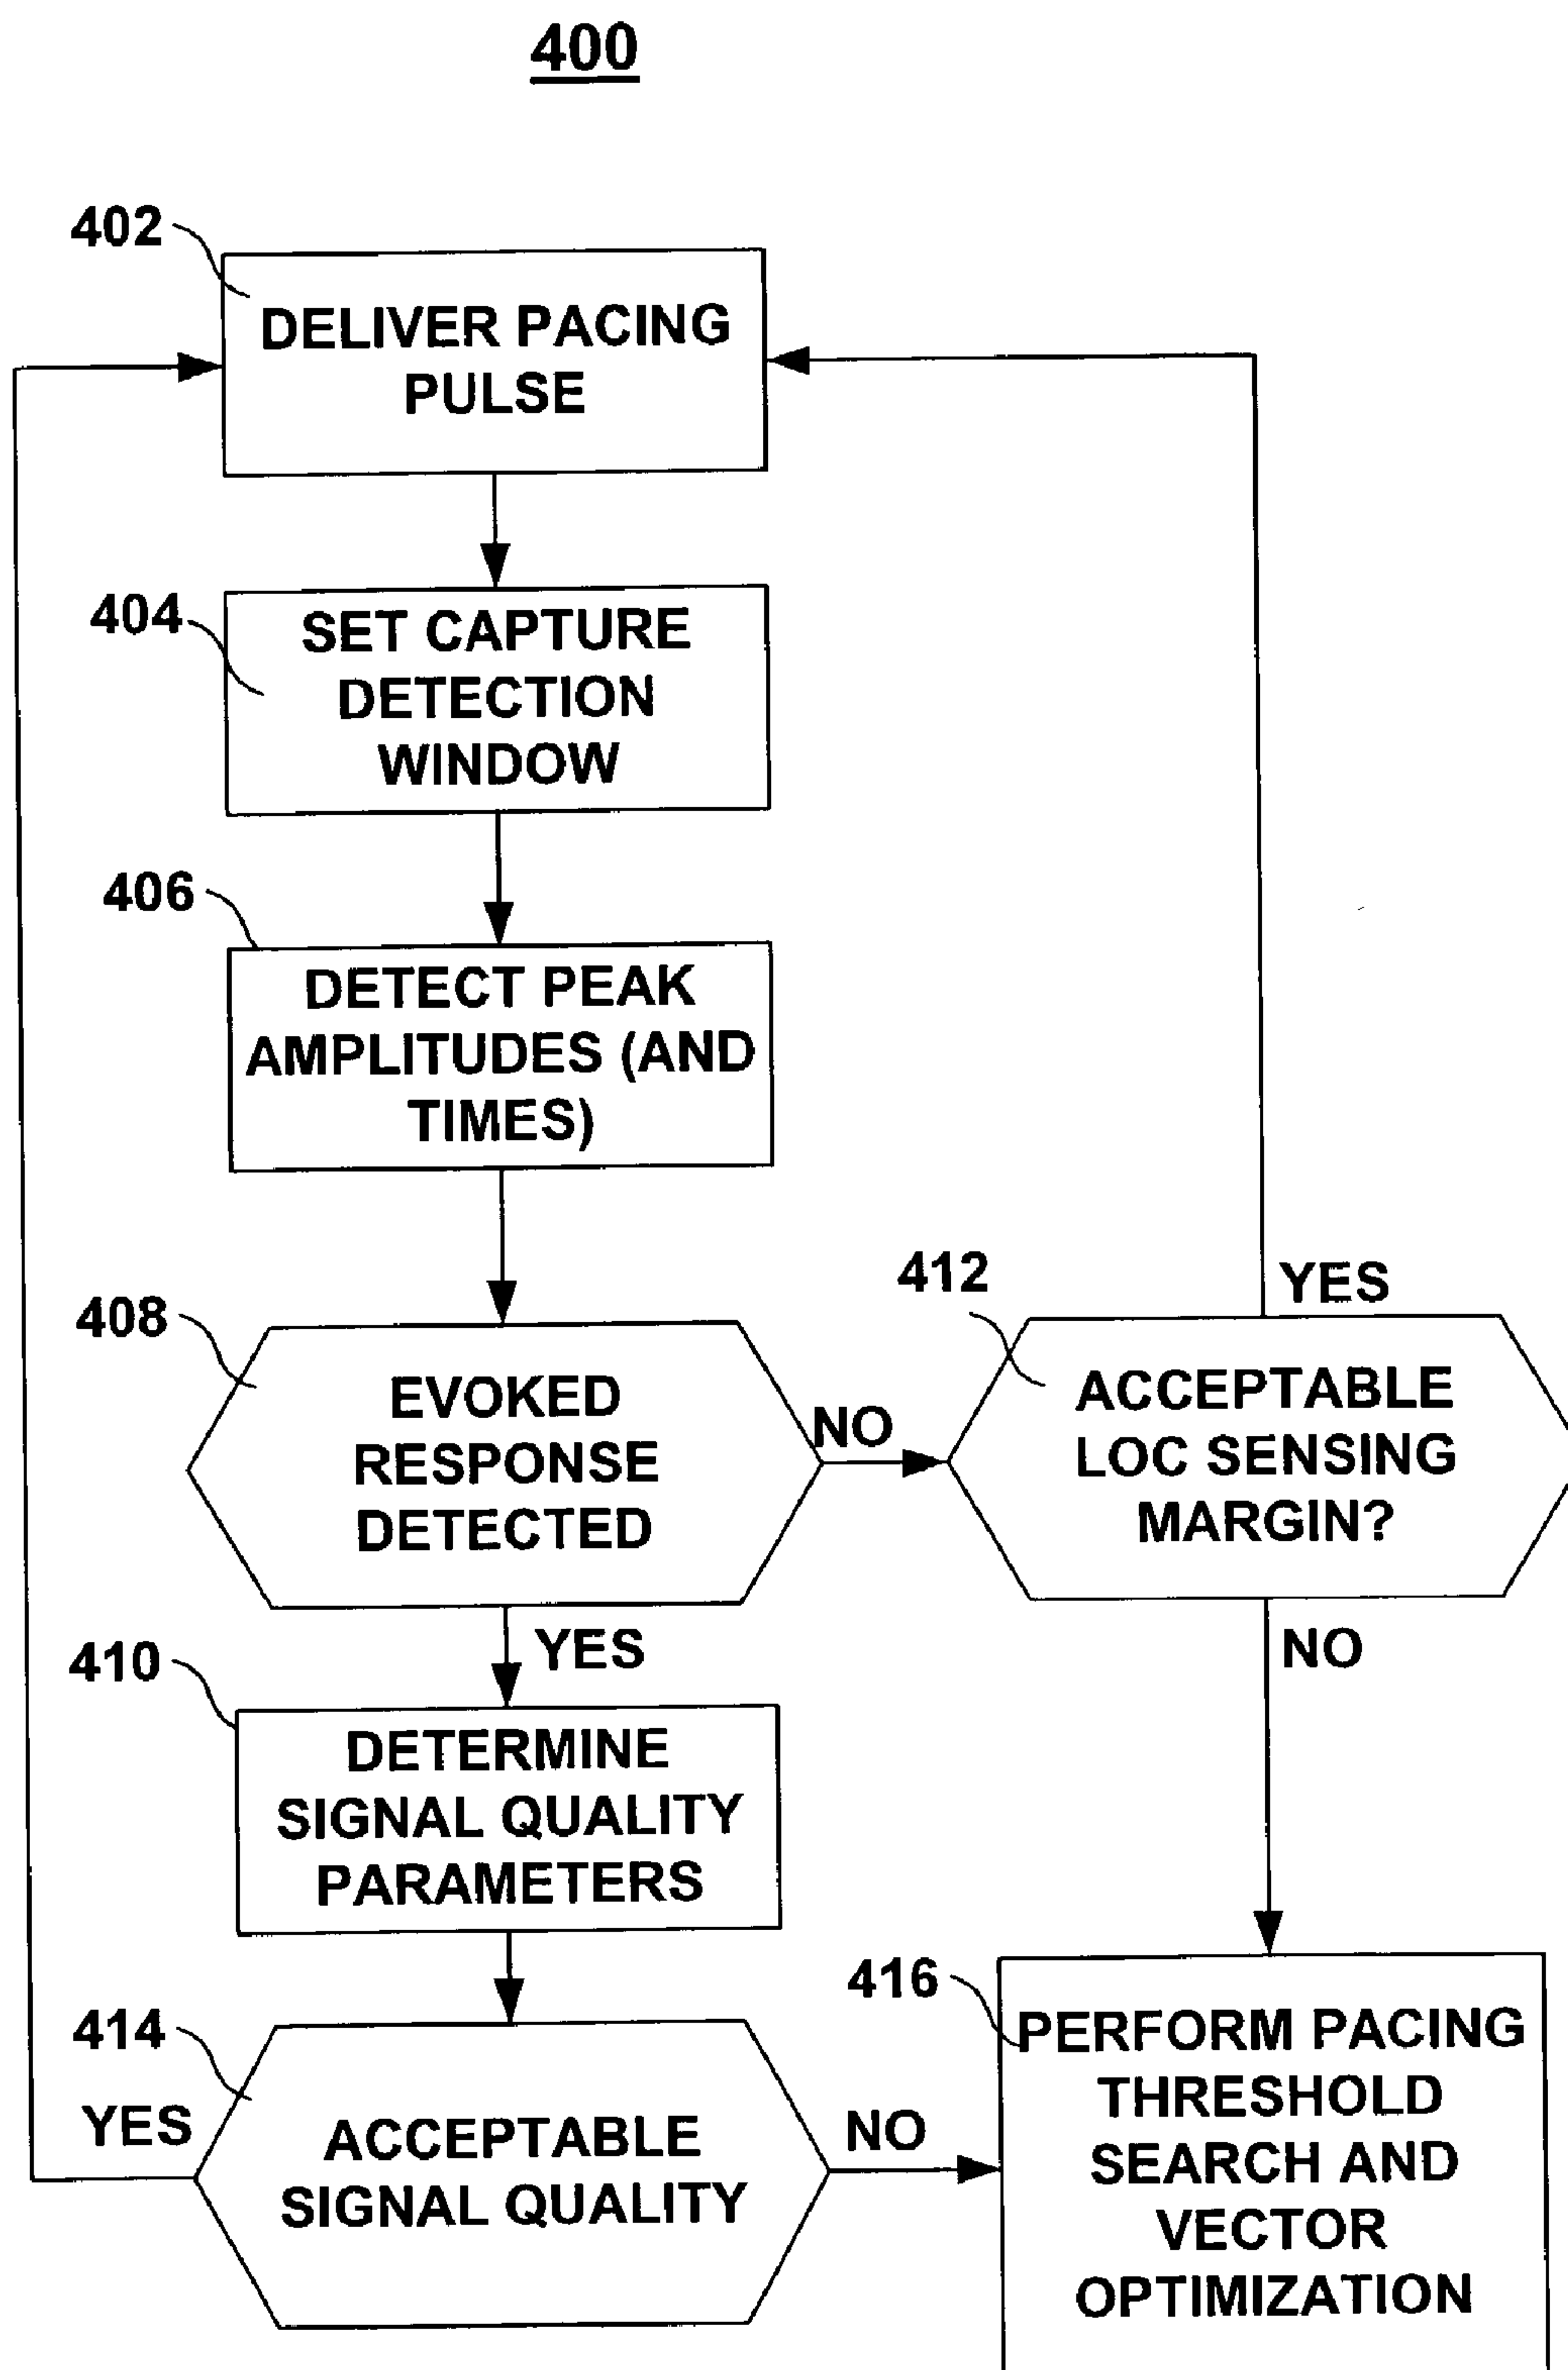 400
402
DELIVER PACING
PULSE
404
SET CAPTURE
DETECTION
WINDOW
406
DETECT PEAK
AMPLITUDES (AND
TIMES)
408
EVOKED
RESPONSE
DETECTED
NO
412
YES
ACCEPTABLE
LOC SENSING
MARGIN?
YES
NO
410
DETERMINE
SIGNAL QUALITY
PARAMETERS
414
YES
ACCEPTABLE
SIGNAL QUALITY
NO
416
PERFORM PACING
THRESHOLD
SEARCH AND
VECTOR
OPTIMIZATION